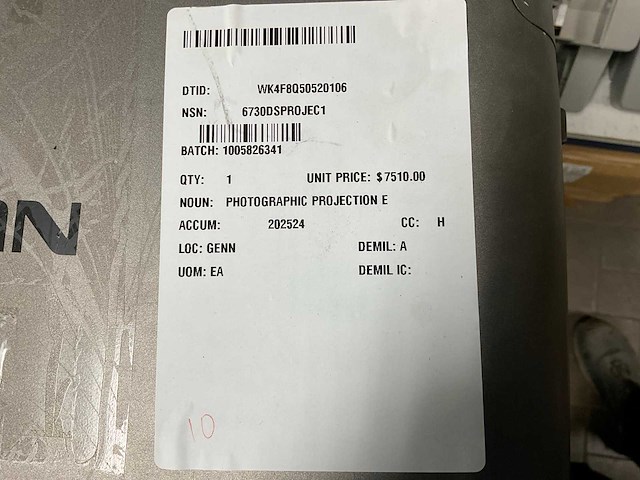 DTID: WK4F8Q50520106
NSN: 6730DSPROJEC1
BATCH: 1005826341
QTY: 1 UNIT PRICE: $7510.00
NOUN: PHOTOGRAPHIC PROJECTION E
ACCUM: 202524 CC: H
LOC: GENN DEMIL: A
UOM: EA DEMIL IC:
10